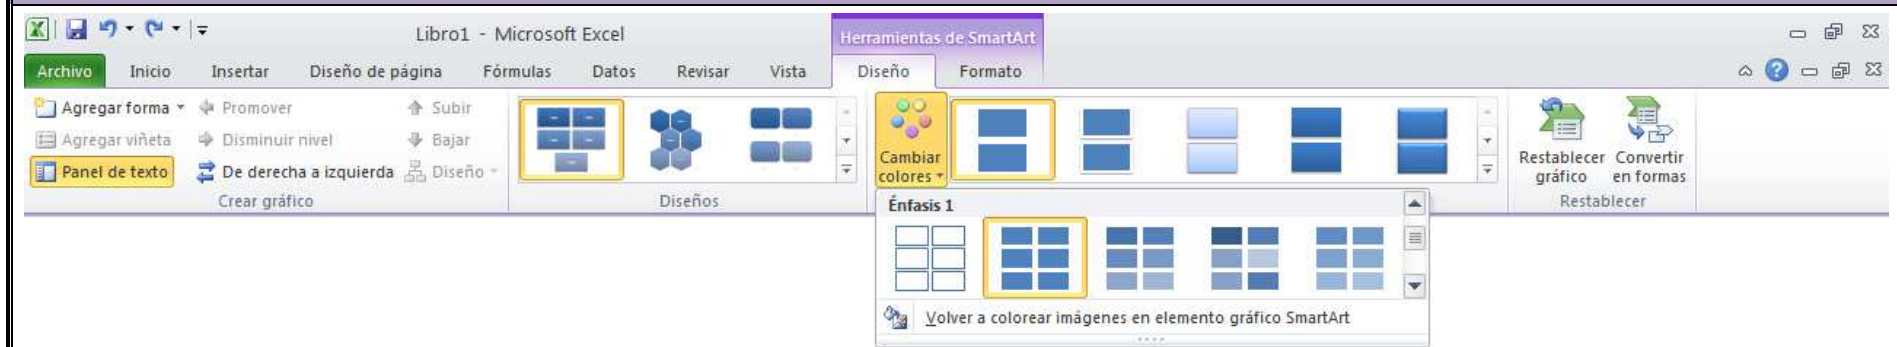 Libro1 - Microsoft Excel
Herramientas de SmartArt
Archivo Inicio Insertar Diseño de página Fórmulas Datos Revisar Vista Diseño Formato
Agregar forma Promover Subir
Agregar viñeta Disminuir nivel Bajar
Panel de texto De derecha a izquierda Diseño
Crear gráfico
Diseños
Cambiar
colores
Restablecer
gráfico
Convertir
en formas
Restablecer
Énfasis 1
Volver a colorear imágenes en elemento gráfico SmartArt